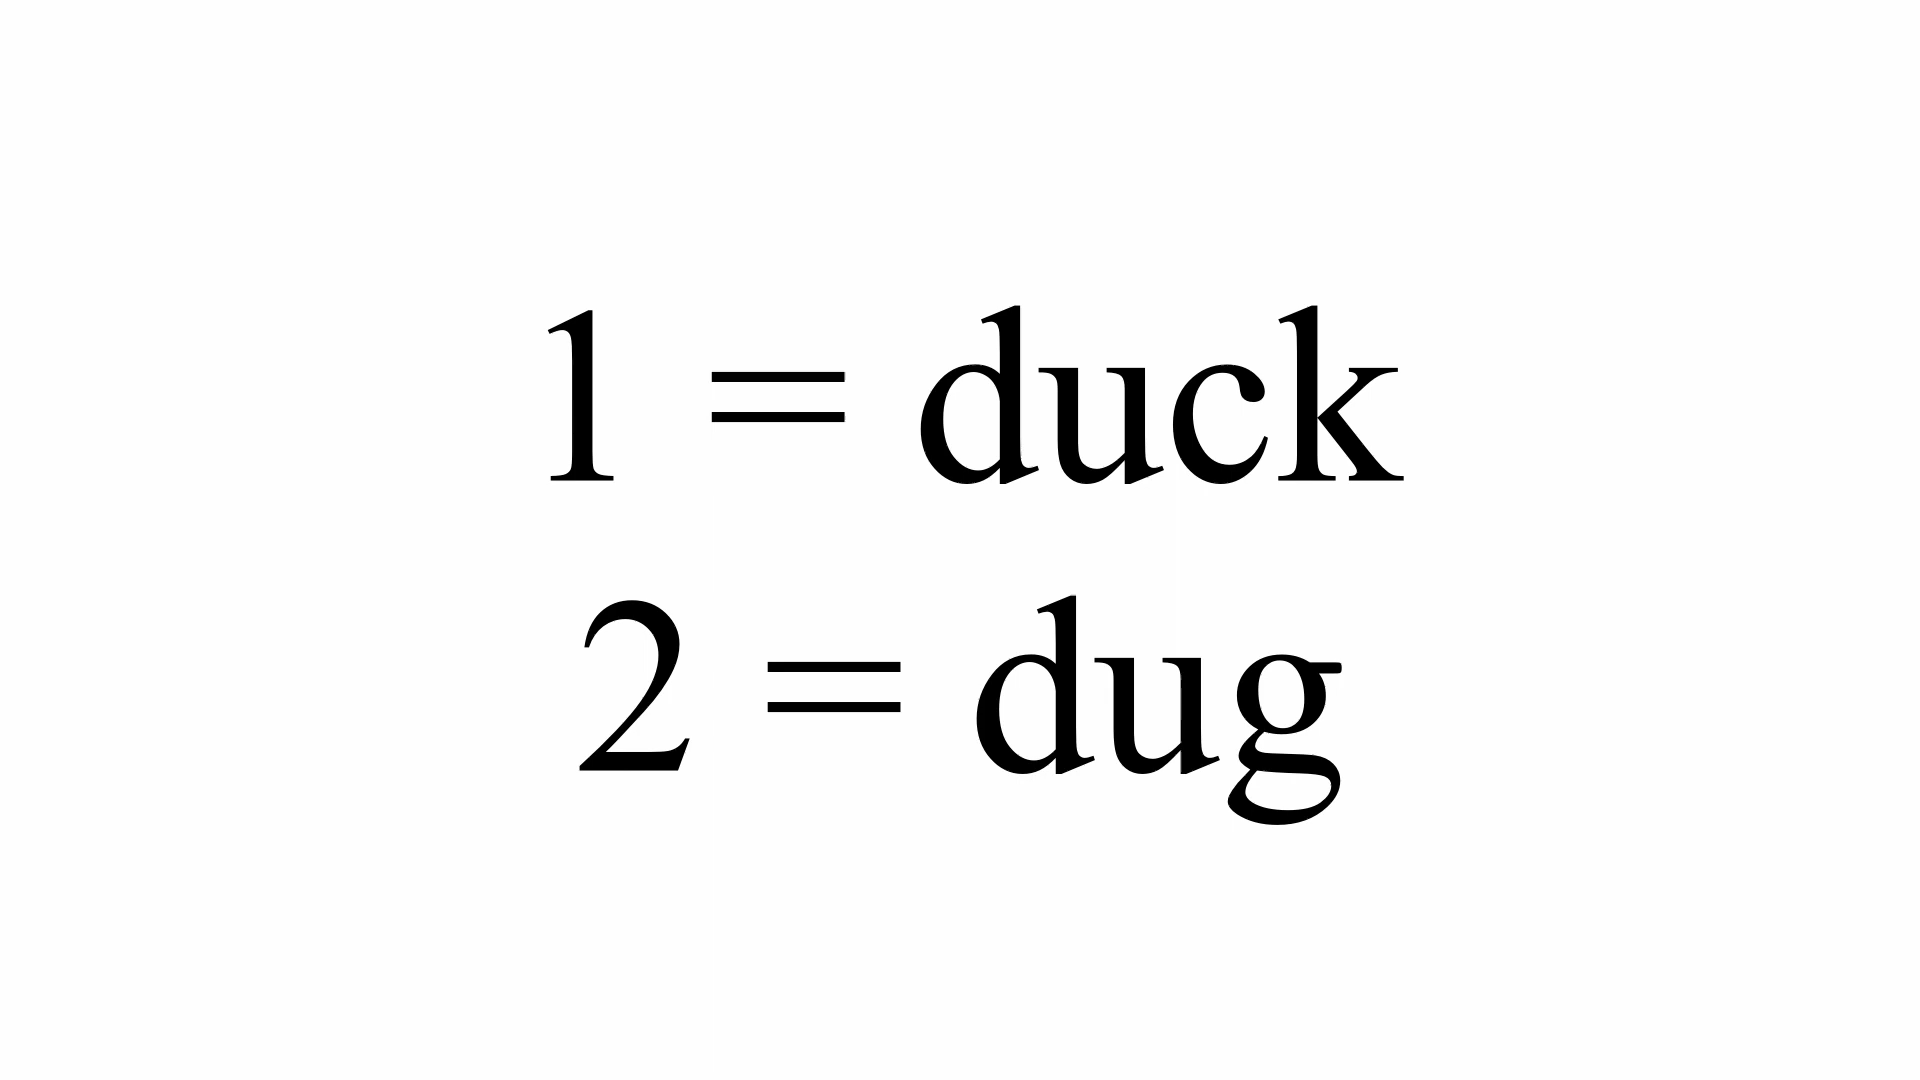 1 = duck
2 = dug